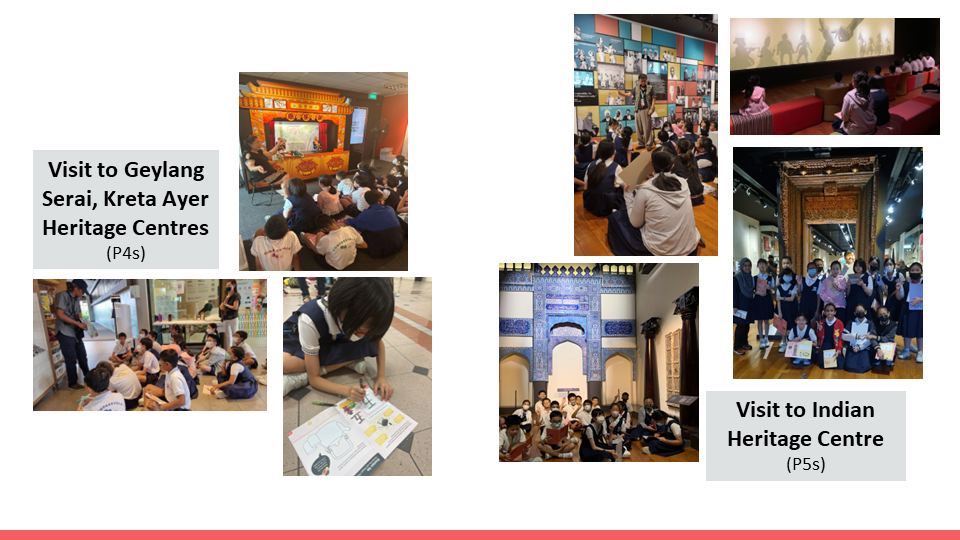 Visit to Geylang
Serai, Kreta Ayer
Heritage Centres
(P4s)
Visit to Indian
Heritage Centre
(P5s)